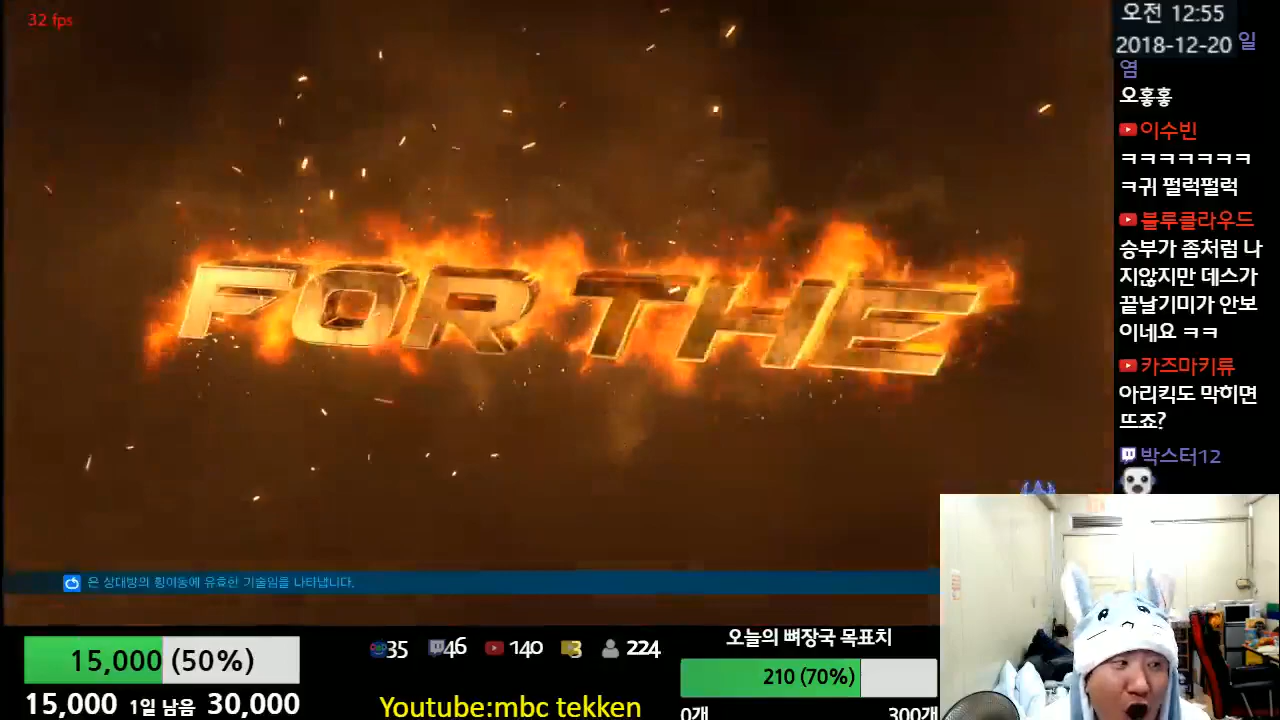 32 fps
오전 12:55
2018-12-20
일
염
오홓홓
이수빈
ㅋㅋㅋㅋㅋㅋㅋ
ㅋ귀 펄럭펄럭
블루클라우드
승부가 좀처럼 나
지않지만 데스가
끝날기미가 안보
이네요 ㅋㅋ
카즈마키류
아리킥도 막히면
뜨죠?
박스터12
FOR THE
은 상대방의 횡이동에 유효한 기술임을 나타냅니다.
15,000 (50%)
15,000 1일 남음 30,000
35 46 140 3 224
Youtube:mbc tekken
오늘의 뼈장국 목표치
210 (70%)
0개 300개